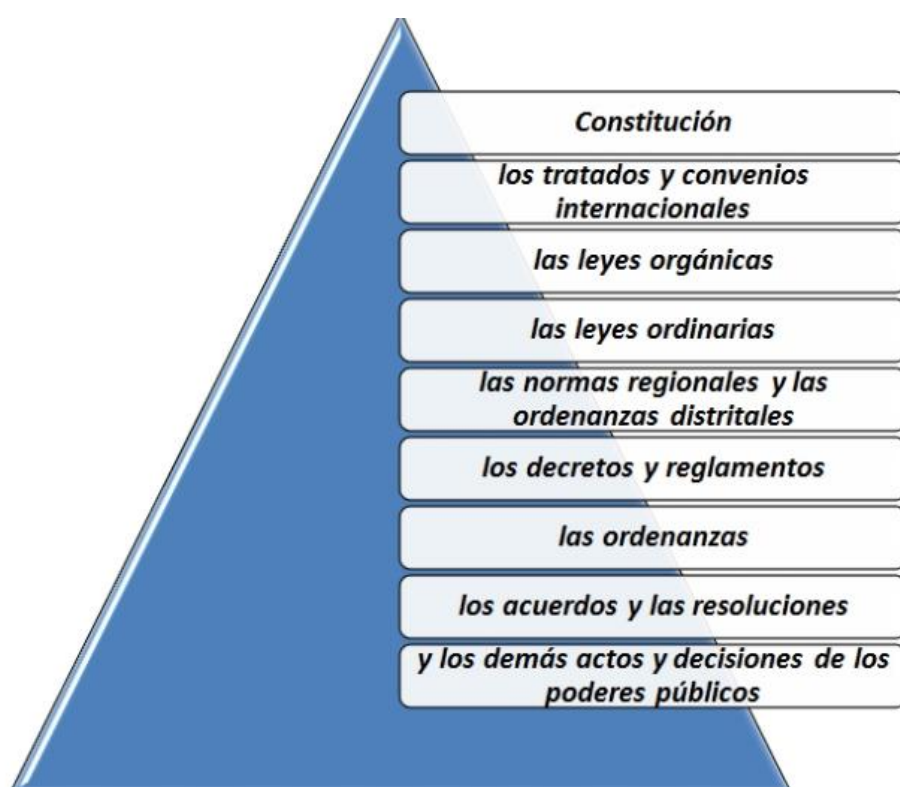 Constitución
los tratados y convenios
internacionales
las leyes orgánicas
las leyes ordinarias
las normas regionales y las
ordenanzas distritales
los decretos y reglamentos
las ordenanzas
los acuerdos y las resoluciones
y los demás actos y decisiones de los
poderes públicos